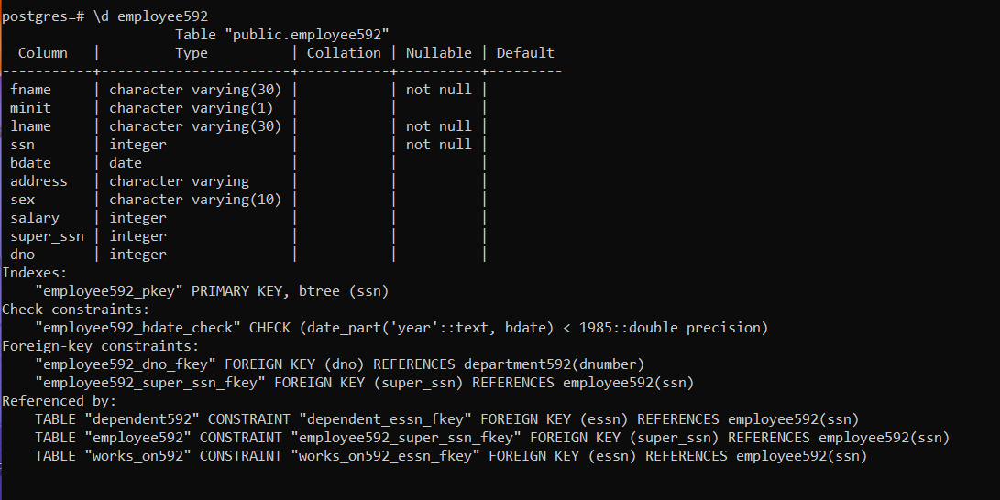 postgres=# \d employee592
                     Table "public.employee592"
  Column   |         Type          | Collation | Nullable | Default
-----------+-----------------------+-----------+----------+---------
 fname     | character varying(30) |           | not null |
 minit     | character varying(1)  |           |          |
 lname     | character varying(30) |           | not null |
 ssn       | integer               |           | not null |
 bdate     | date                  |           |          |
 address   | character varying     |           |          |
 sex       | character varying(10) |           |          |
 salary    | integer               |           |          |
 super_ssn | integer               |           |          |
 dno       | integer               |           |          |
Indexes:
    "employee592_pkey" PRIMARY KEY, btree (ssn)
Check constraints:
    "employee592_bdate_check" CHECK (date_part('year'::text, bdate) < 1985::double precision)
Foreign-key constraints:
    "employee592_dno_fkey" FOREIGN KEY (dno) REFERENCES department592(dnumber)
    "employee592_super_ssn_fkey" FOREIGN KEY (super_ssn) REFERENCES employee592(ssn)
Referenced by:
    TABLE "dependent592" CONSTRAINT "dependent_essn_fkey" FOREIGN KEY (essn) REFERENCES employee592(ssn)
    TABLE "employee592" CONSTRAINT "employee592_super_ssn_fkey" FOREIGN KEY (super_ssn) REFERENCES employee592(ssn)
    TABLE "works_on592" CONSTRAINT "works_on592_essn_fkey" FOREIGN KEY (essn) REFERENCES employee592(ssn)